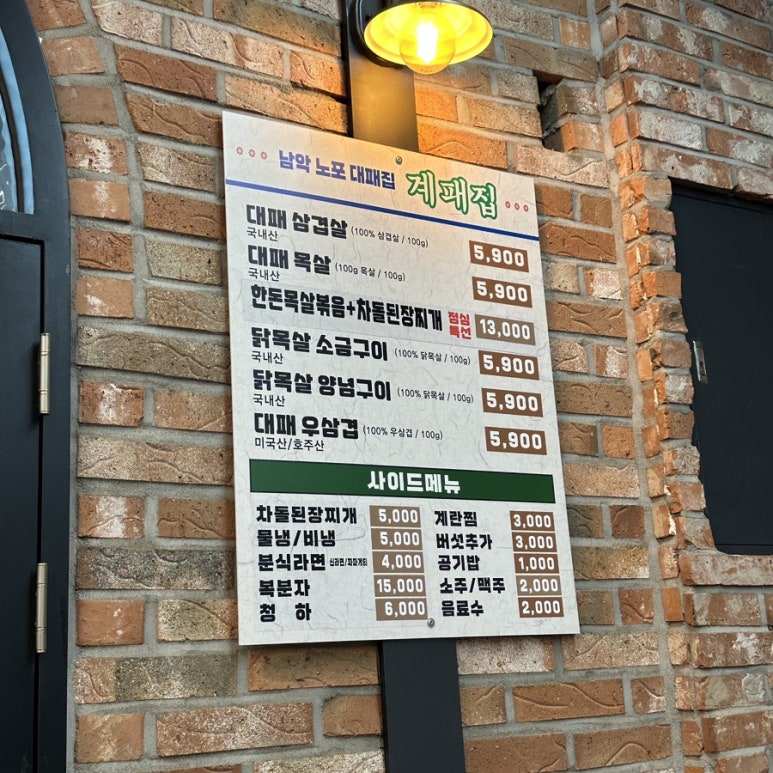 남악 노포 대패집 계패집
대패 삼겹살 (100% 삼겹살 / 100g) 5,900
국내산
대패 목살 (100g 목살 / 100g) 5,900
국내산
한돈목살볶음+차돌된장찌개 점심특선 13,000
닭목살 소금구이 (100% 닭목살 / 100g) 5,900
국내산
닭목살 양념구이 (100% 닭목살 / 100g) 5,900
국내산
대패 우삼겹 (100% 우삼겹 / 100g) 5,900
미국산/호주산
사이드메뉴
차돌된장찌개 5,000 계란찜 3,000
물냉/비냉 5,000 버섯추가 3,000
분식라면 4,000 공기밥 1,000
복분자 15,000 소주/맥주 2,000
청 하 6,000 음료수 2,000